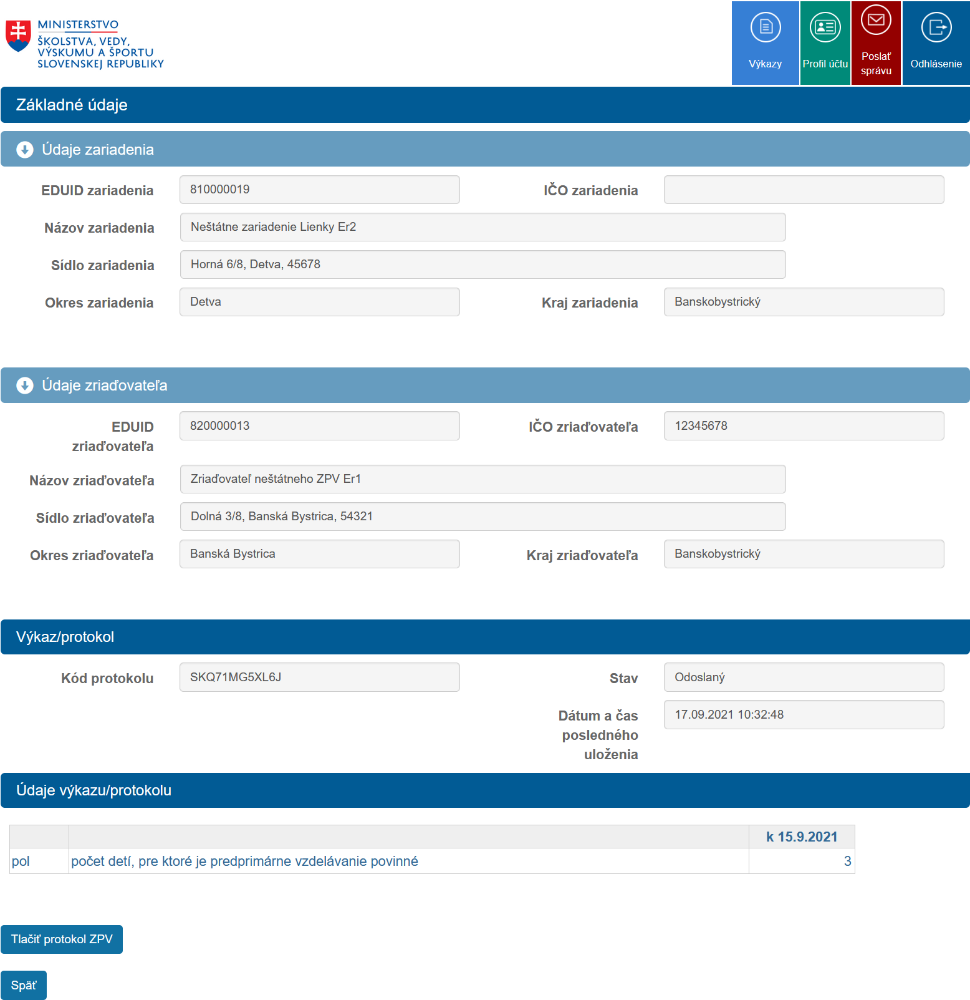 MINISTERSTVO
ŠKOLSTVA, VEDY,
VÝSKUMU A ŠPORTU
SLOVENSKEJ REPUBLIKY
Výkazy
Profil účtu
Poslať
správu
Odhlásenie
Základné údaje
Údaje zariadenia
EDUID zariadenia 810000019 IČO zariadenia
Názov zariadenia Neštátne zariadenie Lienky Er2
Sídlo zariadenia Horná 6/8, Detva, 45678
Okres zariadenia Detva Kraj zariadenia Banskobystrický
Údaje zriaďovateľa
EDUID
zriaďovateľa 820000013 IČO zriaďovateľa 12345678
Názov zriaďovateľa Zriaďovateľ neštátneho ZPV Er1
Sídlo zriaďovateľa Dolná 3/8, Banská Bystrica, 54321
Okres zriaďovateľa Banská Bystrica Kraj zriaďovateľa Banskobystrický
Výkaz/protokol
Kód protokolu SKQ71MG5XL6J Stav Odoslaný
Dátum a čas
posledného
uloženia 17.09.2021 10:32:48
Údaje výkazu/protokolu
k 15.9.2021
pol počet detí, pre ktoré je predprimárne vzdelávanie povinné 3
Tlačiť protokol ZPV
Späť